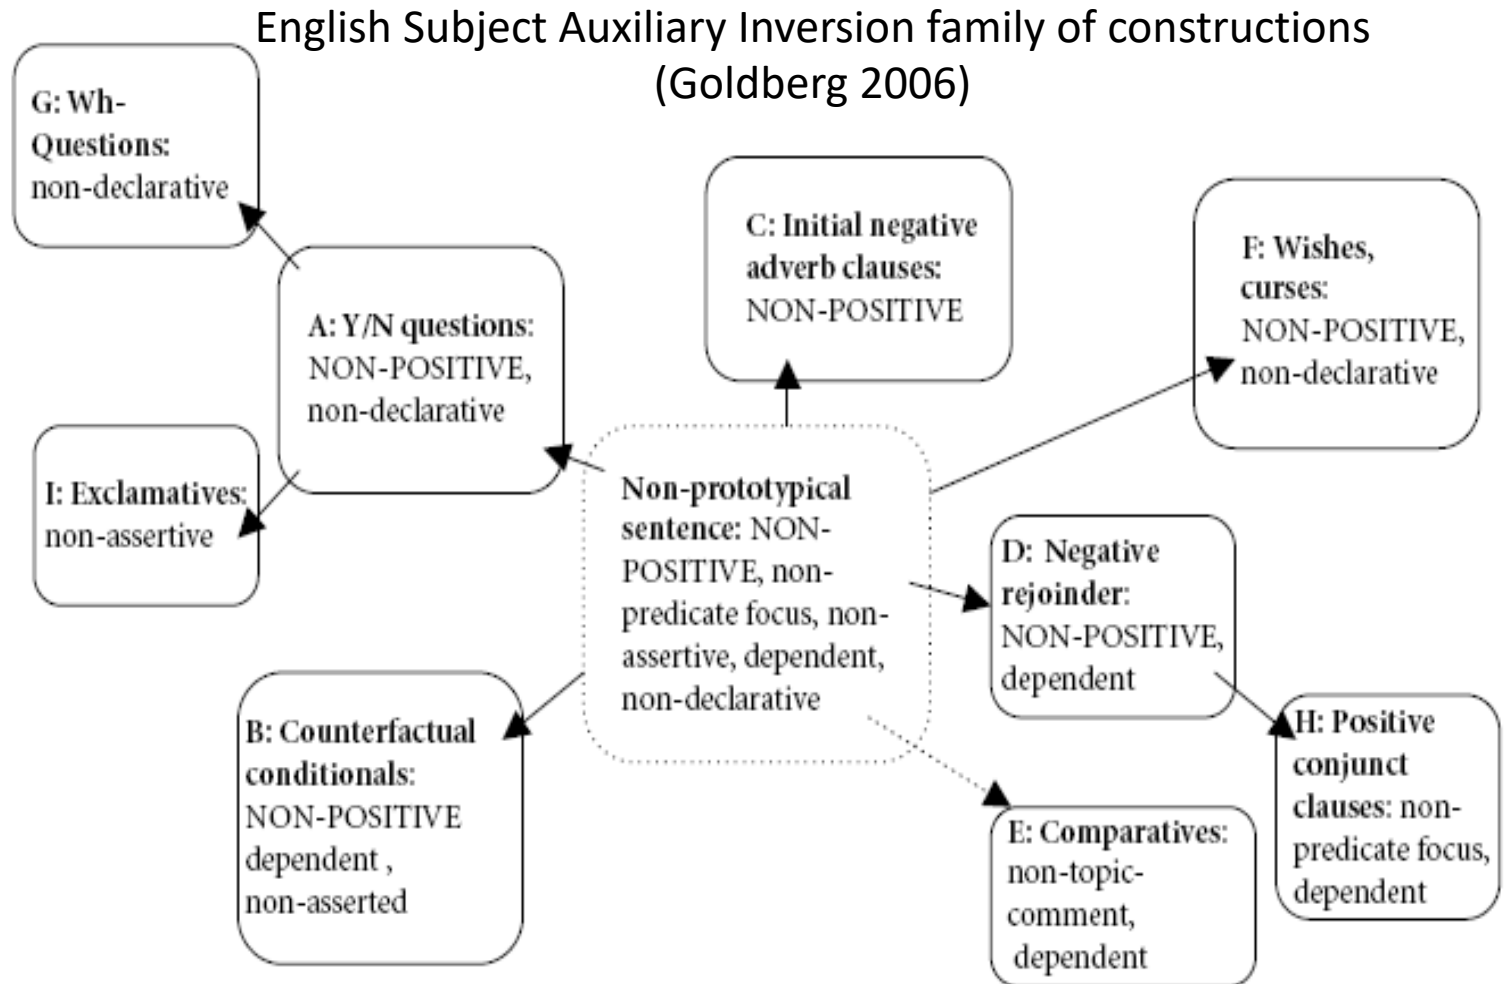 English Subject Auxiliary Inversion family of constructions
(Goldberg 2006)
G: Wh-
Questions:
non-declarative
A: Y/N questions:
NON-POSITIVE,
non-declarative
I: Exclamatives:
non-assertive
B: Counterfactual
conditionals:
NON-POSITIVE
dependent ,
non-asserted
C: Initial negative
adverb clauses:
NON-POSITIVE
Non-prototypical
sentence: NON-
POSITIVE, non-
predicate focus, non-
assertive, dependent,
non-declarative
F: Wishes,
curses:
NON-POSITIVE,
non-declarative
D: Negative
rejoinder:
NON-POSITIVE,
dependent
H: Positive
conjunct
clauses: non-
predicate focus,
dependent
E: Comparatives:
non-topic-
comment,
dependent